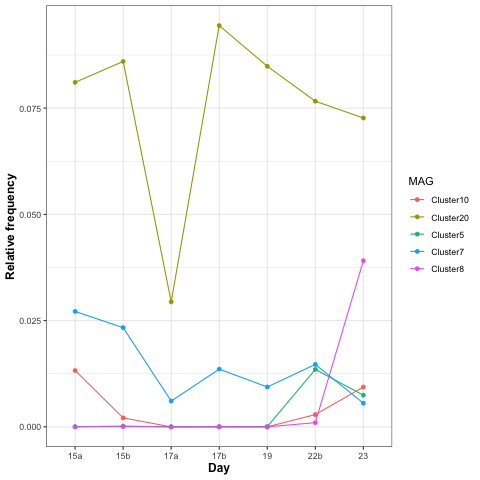 0.075
0.050
0.025
0.000
Relative frequency
15a 15b 17a 17b 19 22b 23
Day
MAG
Cluster10
Cluster20
Cluster5
Cluster7
Cluster8